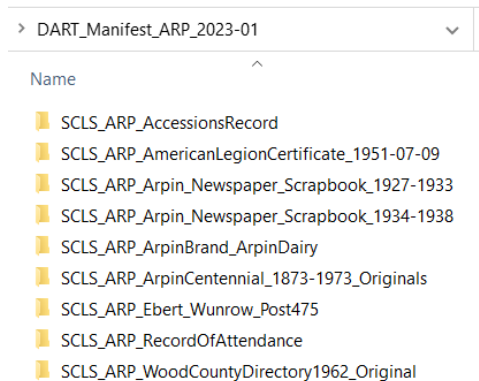 DART_Manifest_ARP_2023-01
Name
SCLS_ARP_AccessionsRecord
SCLS_ARP_AmericanLegionCertificate_1951-07-09
SCLS_ARP_Arpin_Newspaper_Scrapbook_1927-1933
SCLS_ARP_Arpin_Newspaper_Scrapbook_1934-1938
SCLS_ARP_ArpinBrand_ArpinDairy
SCLS_ARP_ArpinCentennial_1873-1973_Originals
SCLS_ARP_Ebert_Wunrow_Post475
SCLS_ARP_RecordOfAttendance
SCLS_ARP_WoodCountyDirectory1962_Original